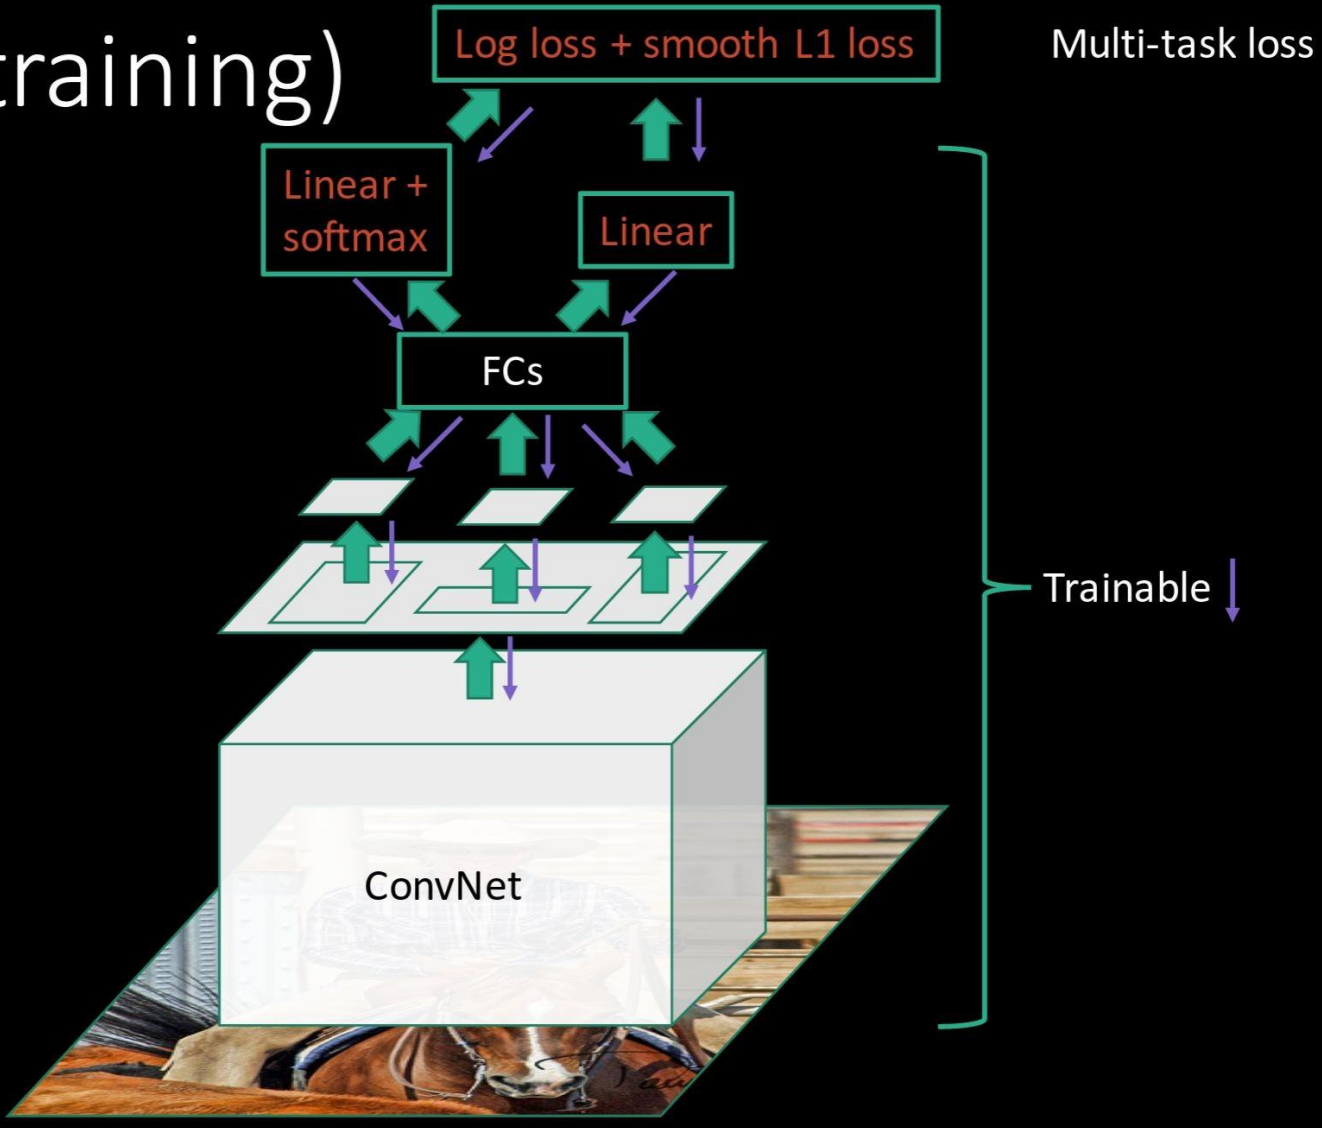 training)
Log loss + smooth L1 loss
Multi-task loss
Linear +
softmax
Linear
FCs
Trainable
ConvNet